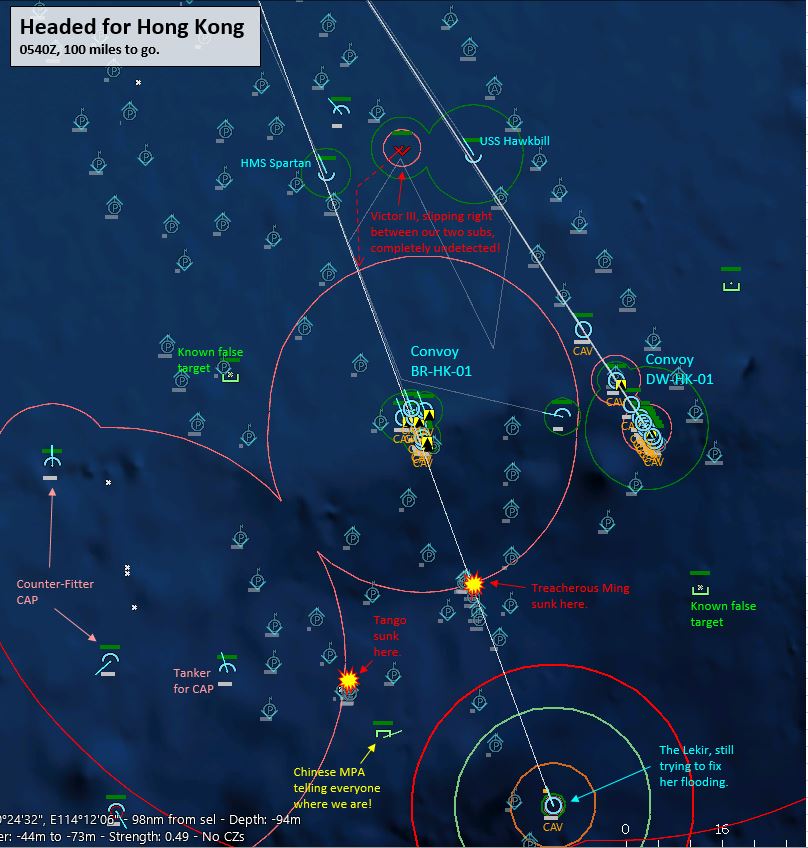 Headed for Hong Kong
0540Z, 100 miles to go.
USS Hawkbill
HMS Spartan
Victor III, slipping right
between our two subs,
completely undetected!
Known false
target
Convoy
BR-HK-01
CAV
Convoy
DW-HK-01
CAV
CAV
CAV
Counter-Fitter
CAP
Treacherous Ming
sunk here.
Known false
target
Tango
sunk
here.
Tanker
for CAP
Chinese MPA
telling everyone
where we are!
The Lekir, still
trying to fix
her flooding.
CAV
0 16
°24'32", E114°12'06" - 98nm from sel - Depth: -94m
er: -44m to -73m - Strength: 0.49 - No CZs